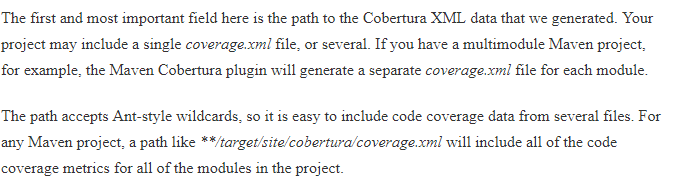 The first and most important field here is the path to the Cobertura XML data that we generated. Your
project may include a single coverage.xml file, or several. If you have a multimodule Maven project,
for example, the Maven Cobertura plugin will generate a separate coverage.xml file for each module.
The path accepts Ant-style wildcards, so it is easy to include code coverage data from several files. For
any Maven project, a path like **/target/site/cobertura/coverage.xml will include all of the code
coverage metrics for all of the modules in the project.